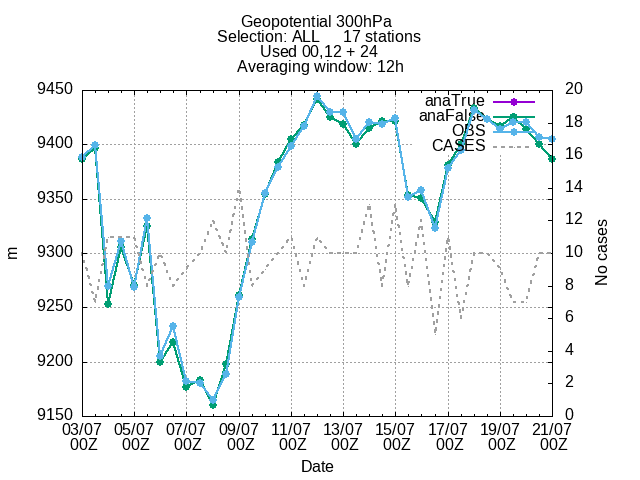 Geopotential 300hPa
Selection: ALL 17 stations
Used 00,12 + 24
Averaging window: 12h
9450
9400
9350
9300
9250
9200
9150
m
20
18
16
14
12
10
8
6
4
2
0
No cases
anaTrue
anaFalse
OBS
CASES
03/07 05/07 07/07 09/07 11/07 13/07 15/07 17/07 19/07 21/07
00Z 00Z 00Z 00Z 00Z 00Z 00Z 00Z 00Z 00Z
Date